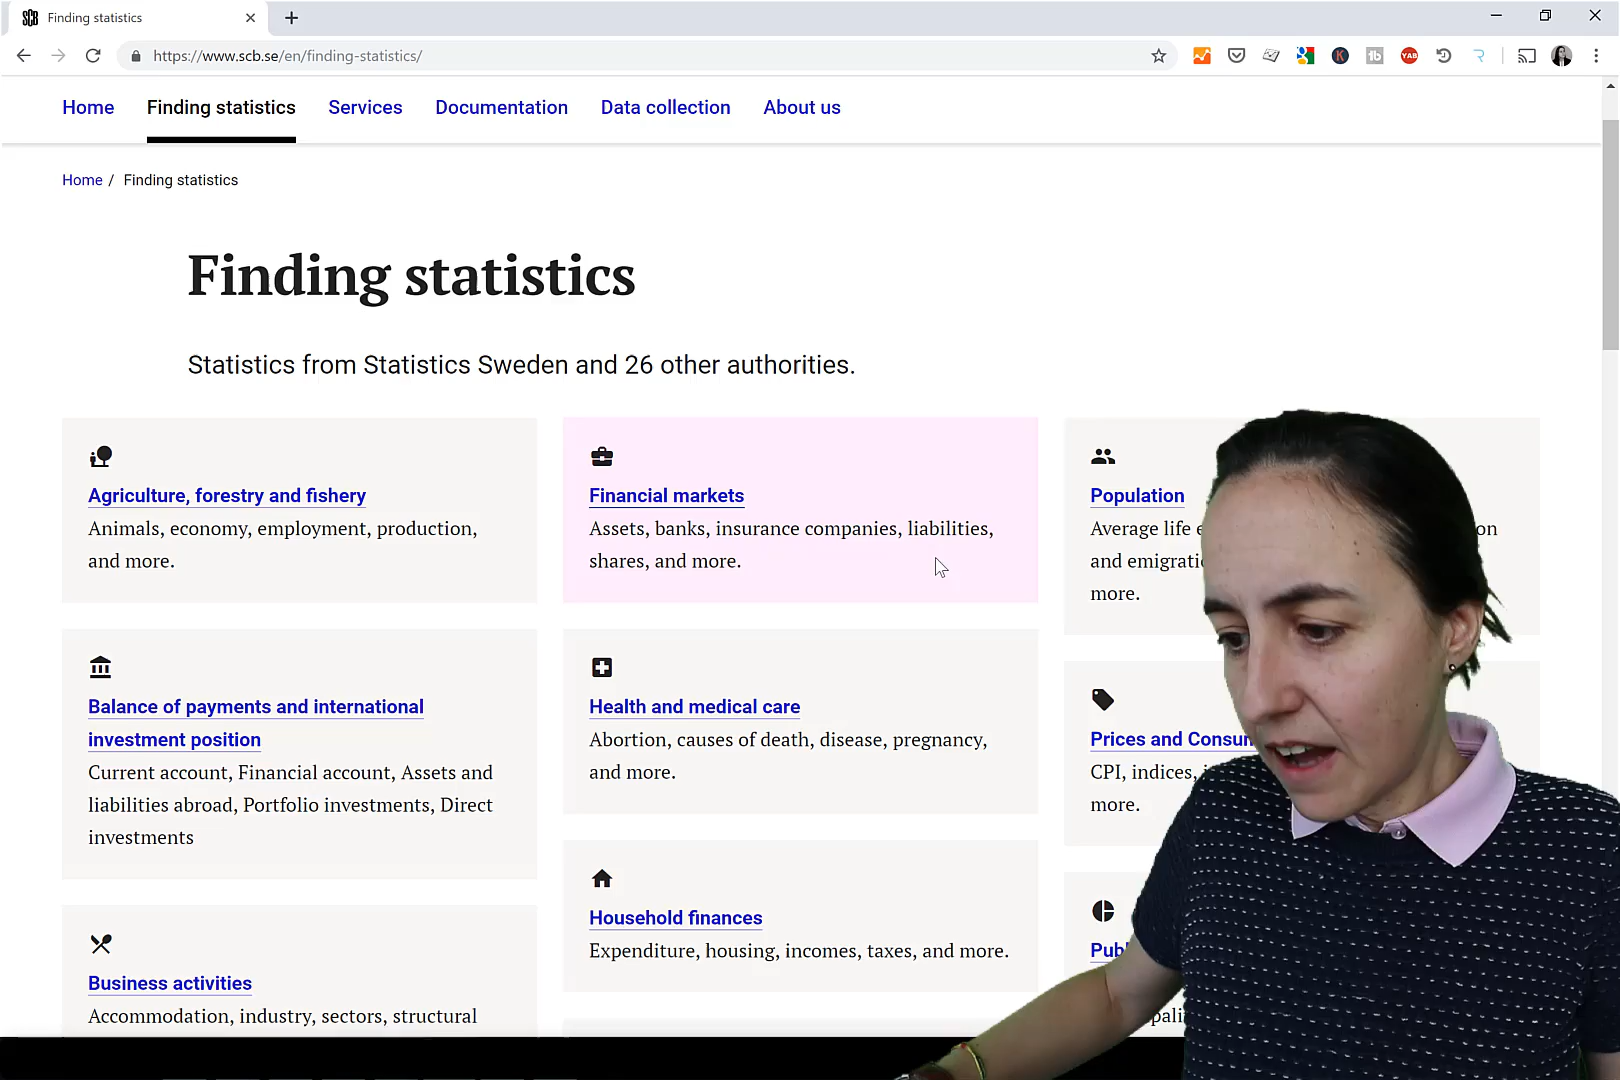 SCB Finding statistics
https://www.scb.se/en/finding-statistics/
Home Finding statistics Services Documentation Data collection About us
Home / Finding statistics
Finding statistics
Statistics from Statistics Sweden and 26 other authorities.
Agriculture, forestry and fishery
Animals, economy, employment, production,
and more.
Balance of payments and international
investment position
Current account, Financial account, Assets and
liabilities abroad, Portfolio investments, Direct
investments
Business activities
Accommodation, industry, sectors, structural
Financial markets
Assets, banks, insurance companies, liabilities,
shares, and more.
Health and medical care
Abortion, causes of death, disease, pregnancy,
and more.
Household finances
Expenditure, housing, incomes, taxes, and more.
Population
Average life
and
more.
Prices and
CPI, indices,
more.